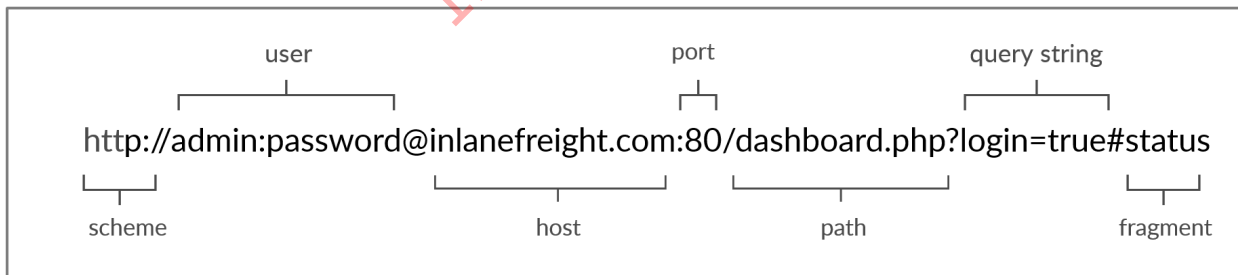 user port query string
http://admin:password@inlanefreight.com:80/dashboard.php?login=true#status
scheme host path fragment